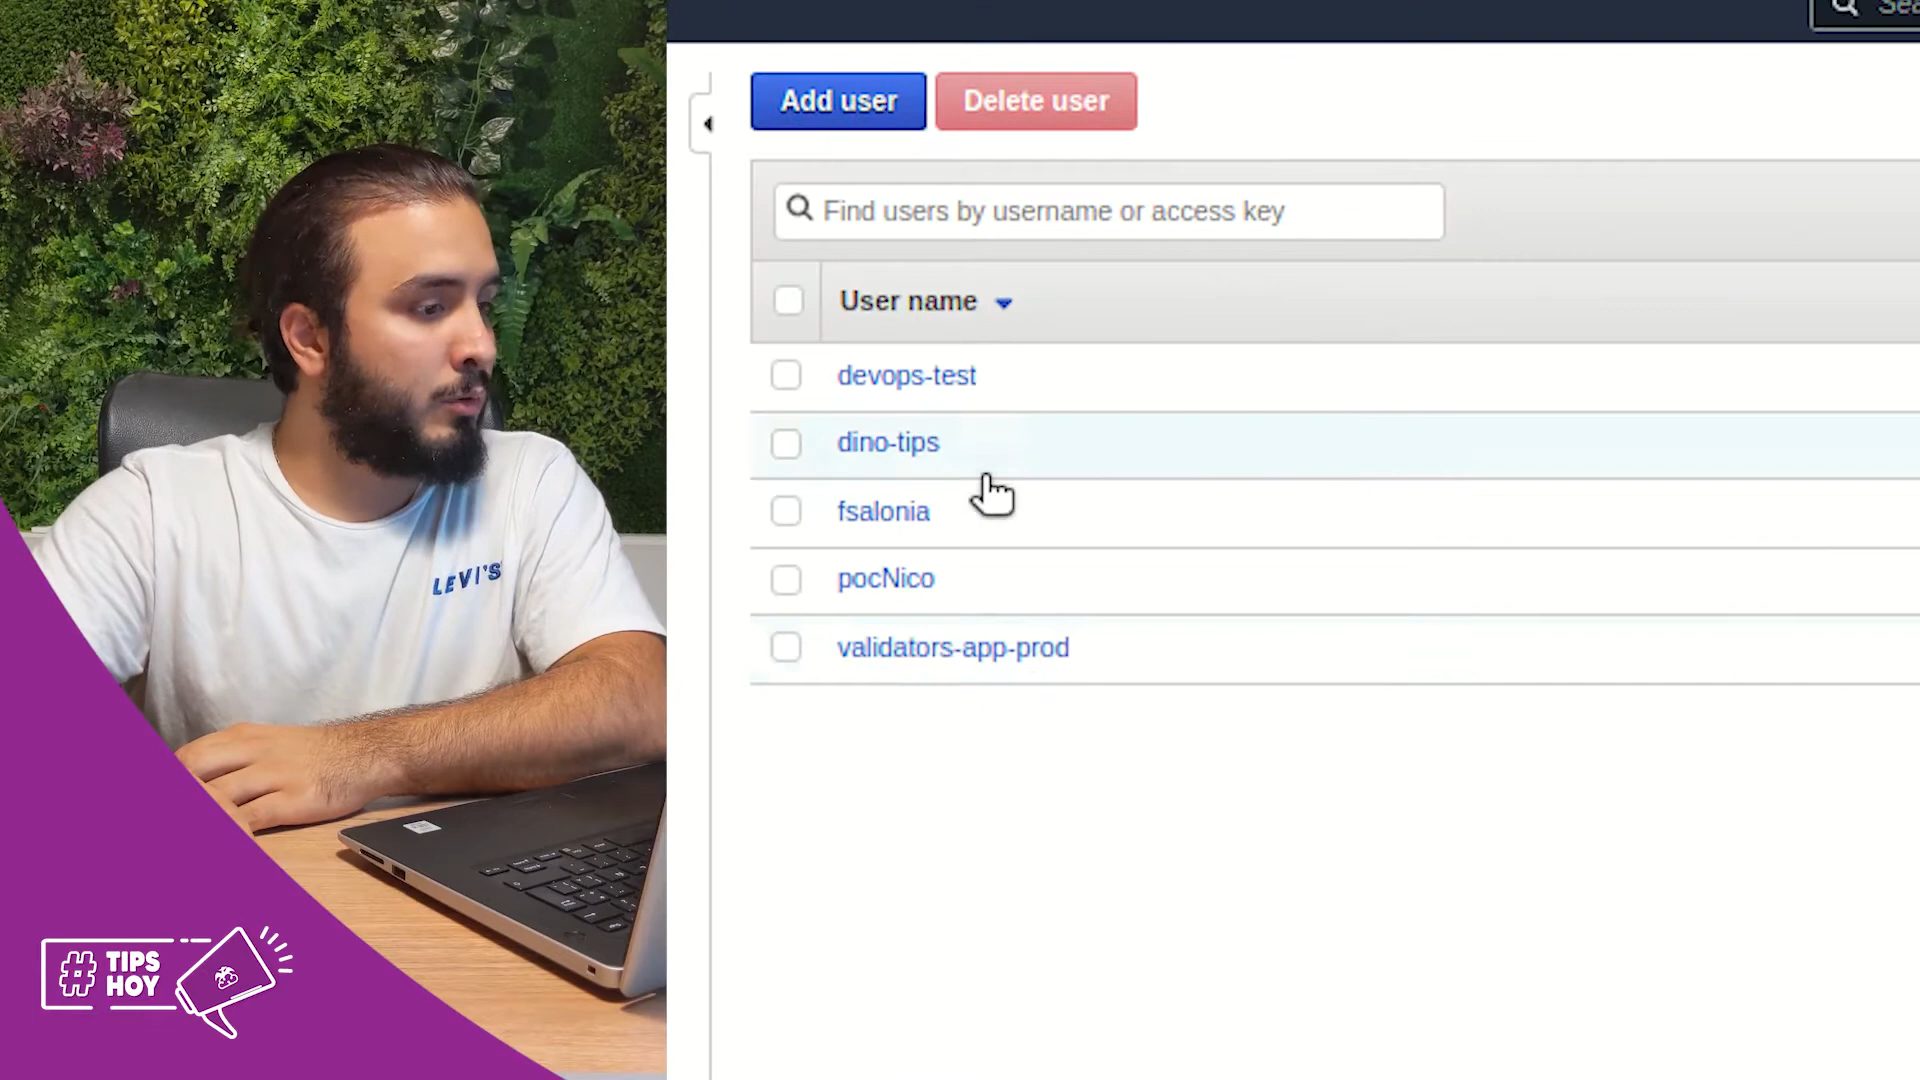 Add user
Delete user
Find users by username or access key
User name
devops-test
dino-tips
fsalonia
pocNico
validators-app-prod
LEVI'S
# TIPS
HOY